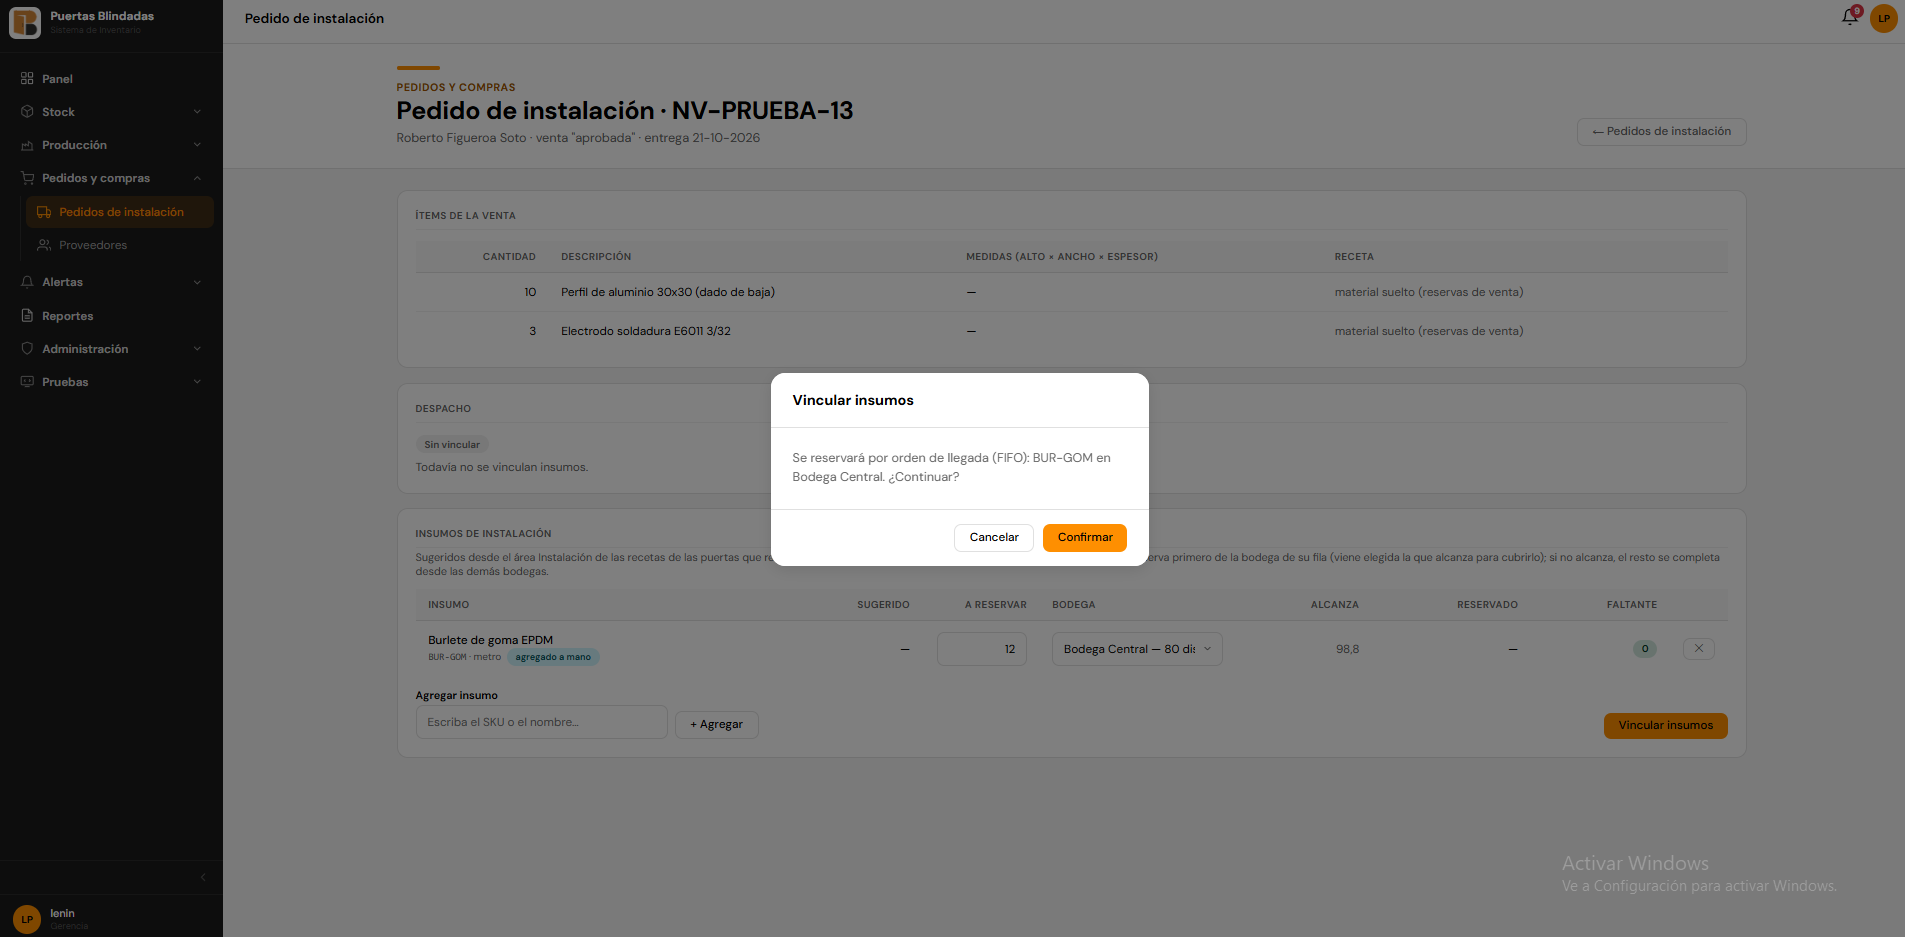 Puertas Blindadas
Sistema de Inventario
Pedido de instalación
9
LP
Panel
Stock
Producción
Pedidos y compras
Pedidos de instalación
Proveedores
Alertas
Reportes
Administración
Pruebas
PEDIDOS Y COMPRAS
Pedido de instalación · NV-PRUEBA-13
Roberto Figueroa Soto · venta "aprobada" · entrega 21-10-2026
← Pedidos de instalación
ÍTEMS DE LA VENTA
CANTIDAD DESCRIPCIÓN MEDIDAS (ALTO × ANCHO × ESPESOR) RECETA
10 Perfil de aluminio 30x30 (dado de baja) — material suelto (reservas de venta)
3 Electrodo soldadura E6011 3/32 — material suelto (reservas de venta)
DESPACHO
Sin vincular
Todavía no se vinculan insumos.
Vincular insumos
Se reservará por orden de llegada (FIFO): BUR-GOM en
Bodega Central. ¿Continuar?
Cancelar Confirmar
INSUMOS DE INSTALACIÓN
Sugeridos desde el área Instalación de las recetas de las puertas que re
erva primero de la bodega de su fila (viene elegida la que alcanza para cubrirlo); si no alcanza, el resto se completa
desde las demás bodegas.
INSUMO SUGERIDO A RESERVAR BODEGA ALCANZA RESERVADO FALTANTE
Burlete de goma EPDM — 12 Bodega Central — 80 dis 98,8 — 0
BUR-GOM · metro agregado a mano
Agregar insumo
Escriba el SKU o el nombre...
+ Agregar
Vincular insumos
Activar Windows
Ve a Configuración para activar Windows.
LP
lenin
Gerencia